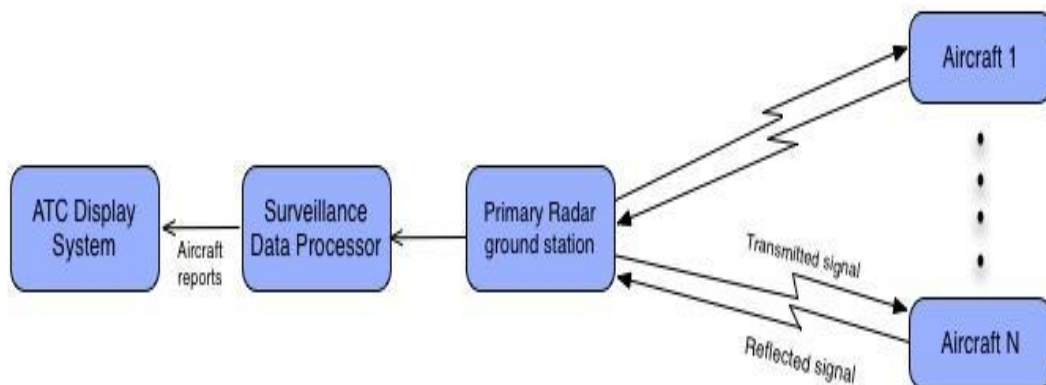 Aircraft 1
ATC Display
System
Aircraft
reports
Surveillance
Data Processor
Primary Radar
ground station
Transmitted signal
Reflected signal
Aircraft N